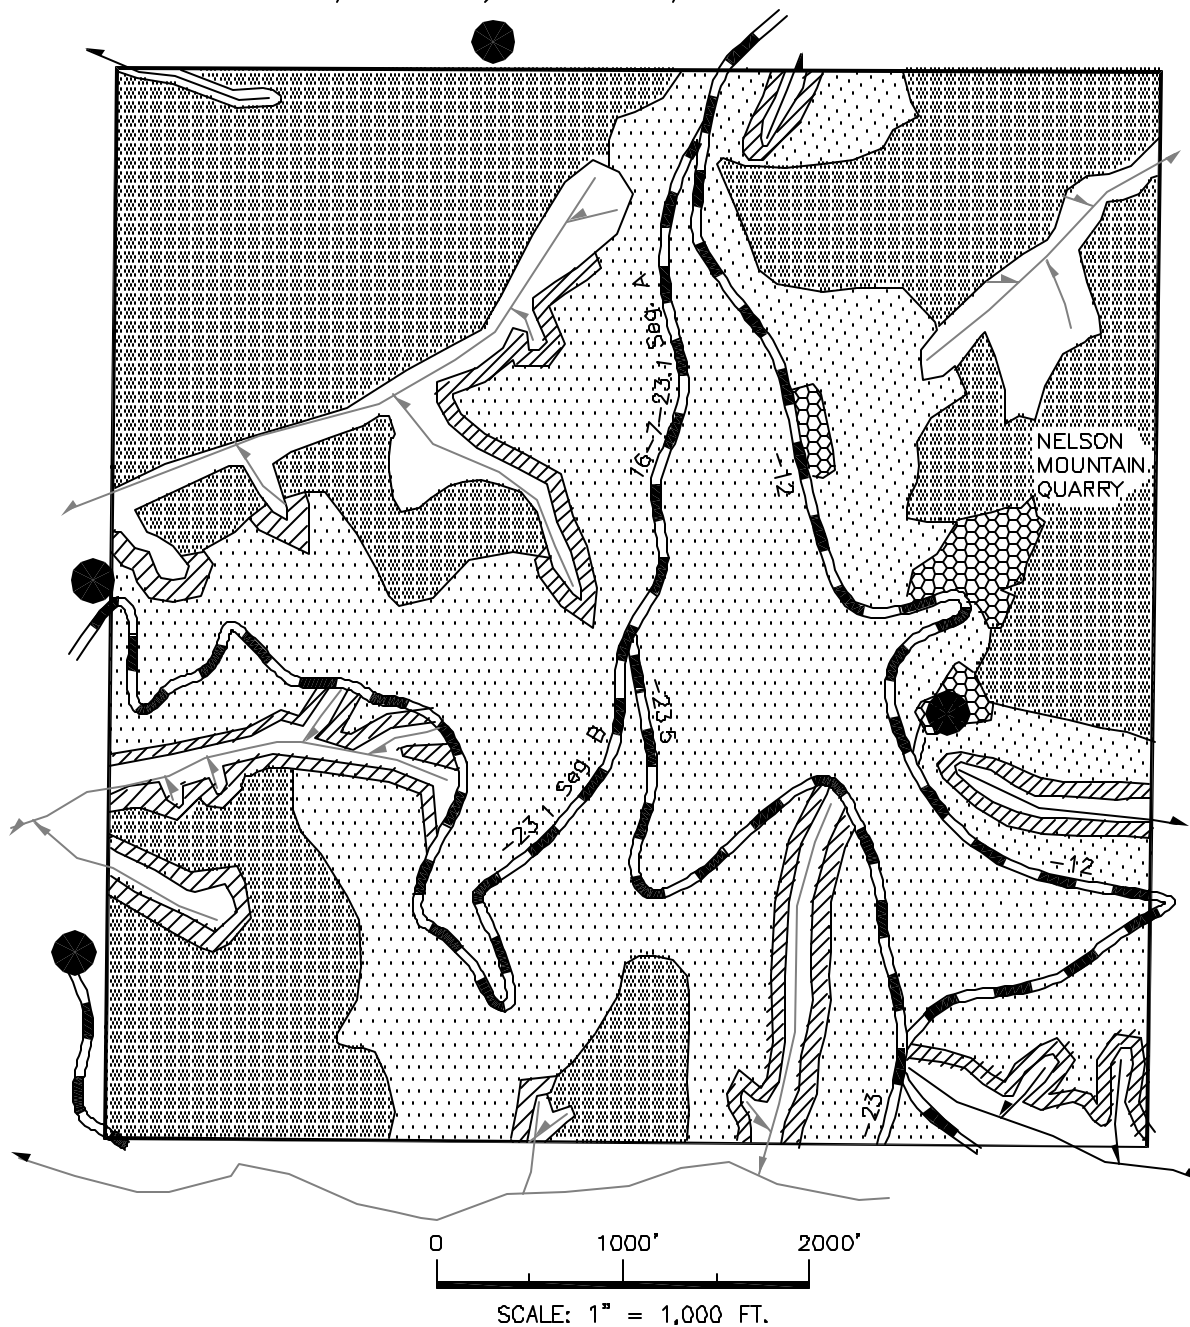 16-7-23.1 Seg. A
-12
NELSON
MOUNTAIN
QUARRY
-23.5
-23.1 Seg B
-12
-23
0 1000' 2000'
SCALE: 1" = 1,000 FT.